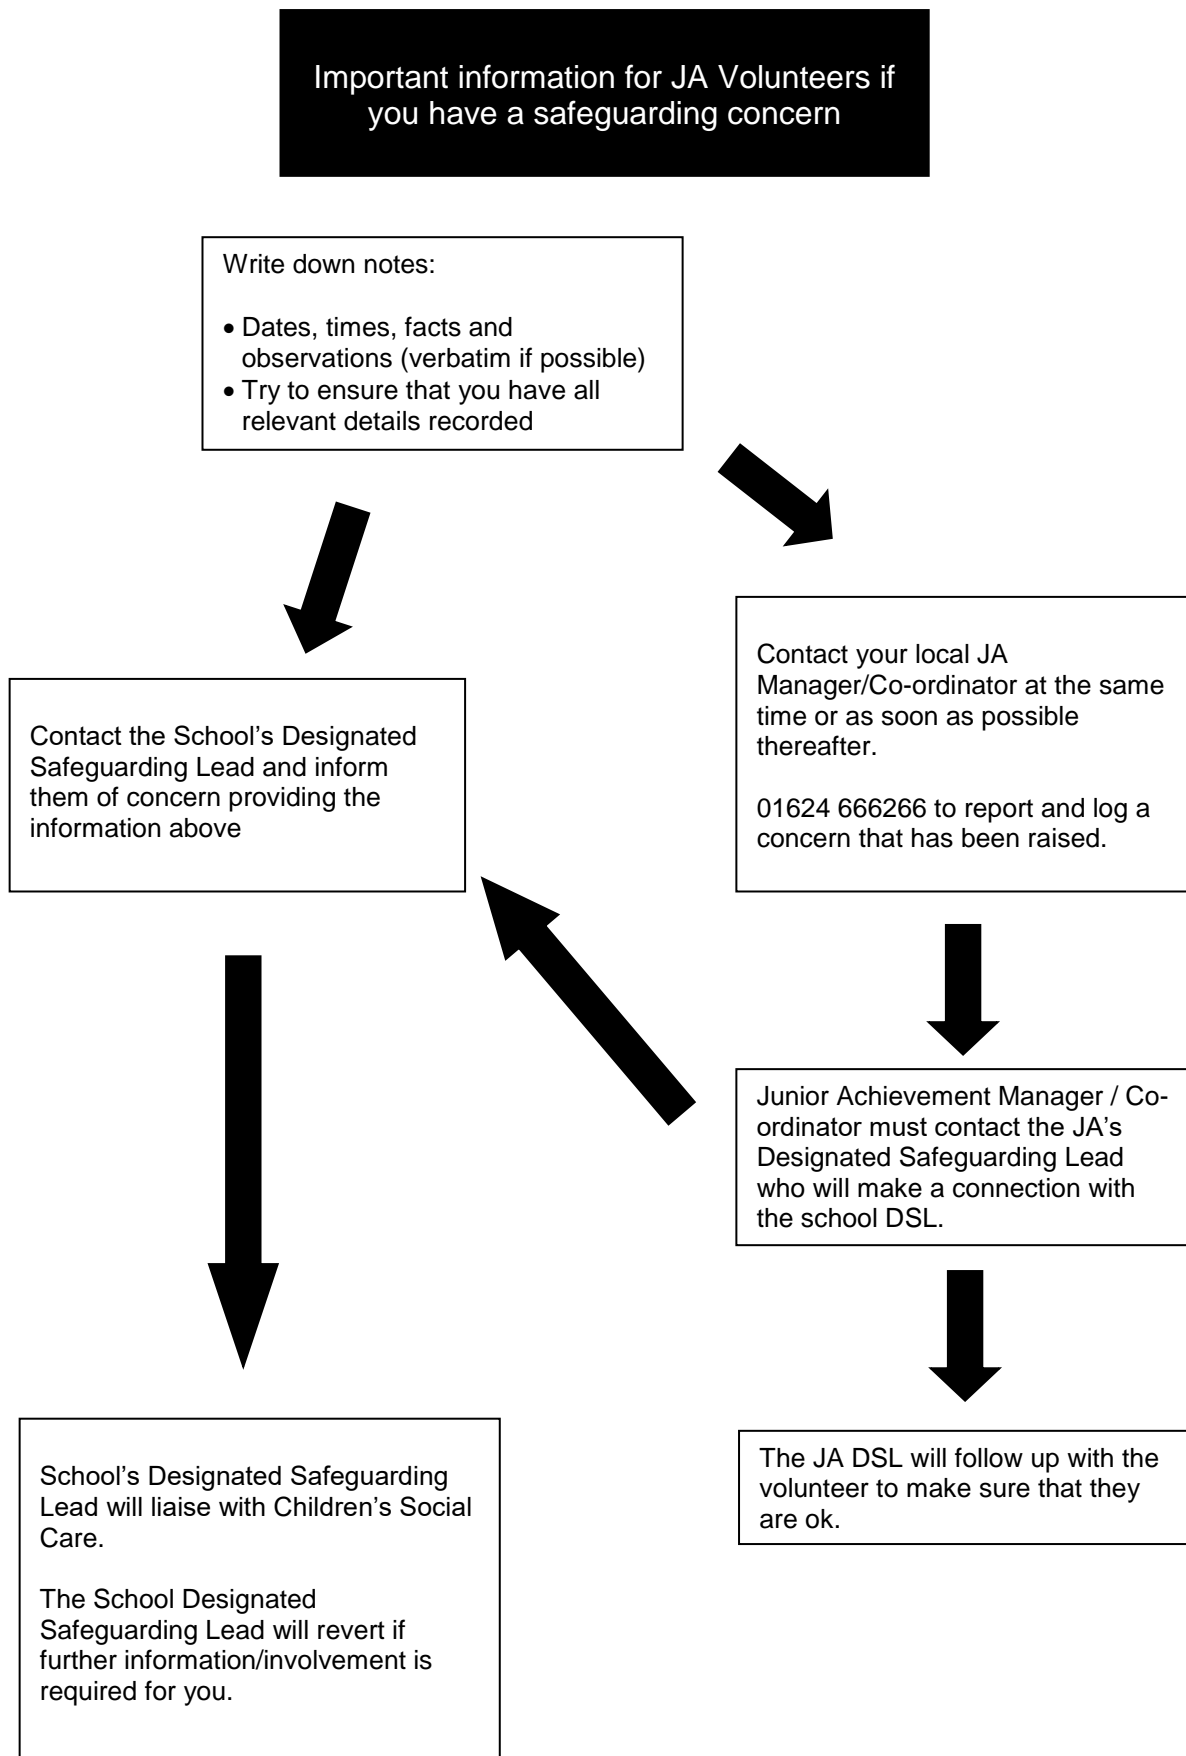 Important information for JA Volunteers if
you have a safeguarding concern
Write down notes:
• Dates, times, facts and
observations (verbatim if possible)
• Try to ensure that you have all
relevant details recorded
Contact the School’s Designated
Safeguarding Lead and inform
them of concern providing the
information above
Contact your local JA
Manager/Co-ordinator at the same
time or as soon as possible
thereafter.
01624 666266 to report and log a
concern that has been raised.
Junior Achievement Manager / Co-
ordinator must contact the JA’s
Designated Safeguarding Lead
who will make a connection with
the school DSL.
School’s Designated Safeguarding
Lead will liaise with Children’s Social
Care.
The School Designated
Safeguarding Lead will revert if
further information/involvement is
required for you.
The JA DSL will follow up with the
volunteer to make sure that they
are ok.